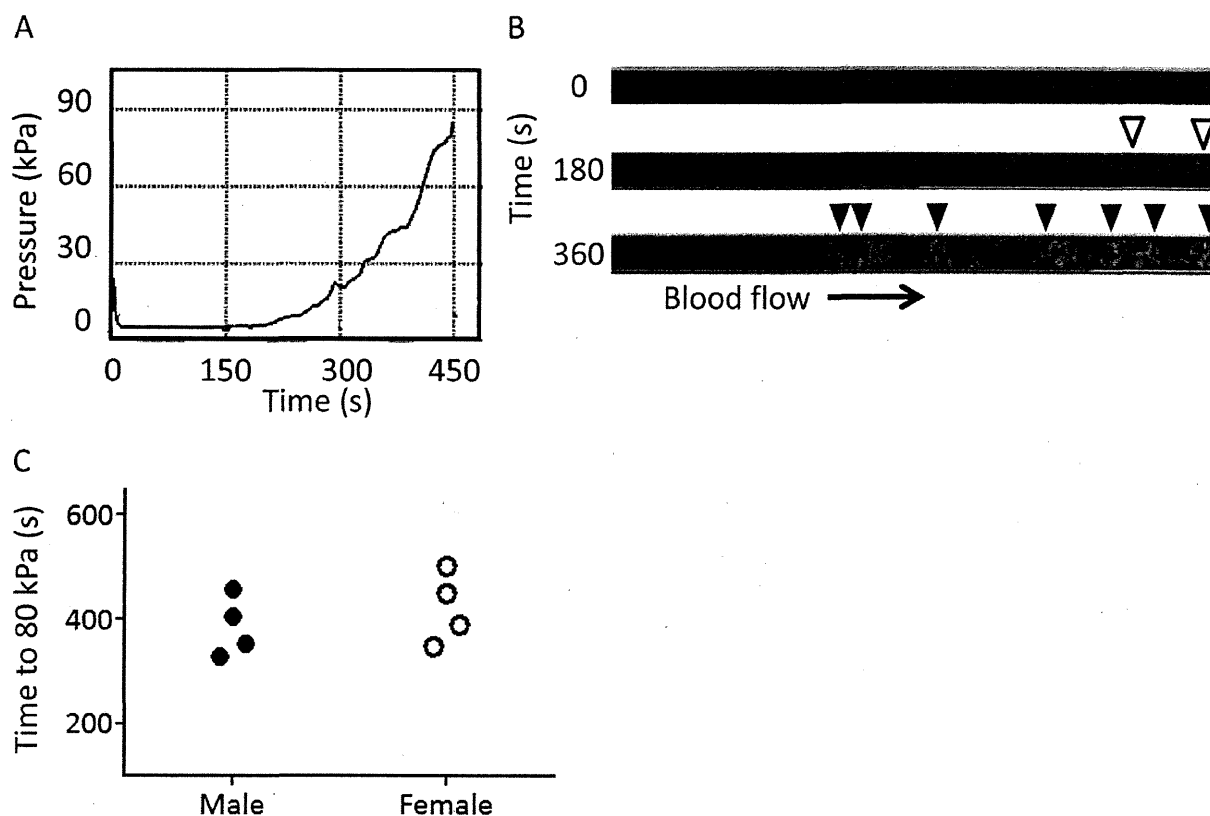 A
Pressure (kPa)
90
60
30
0
0 150 300 450
Time (s)
B
Time (s)
0
180
360
Blood flow
C
Time to 80 kPa (s)
600
400
200
Male Female